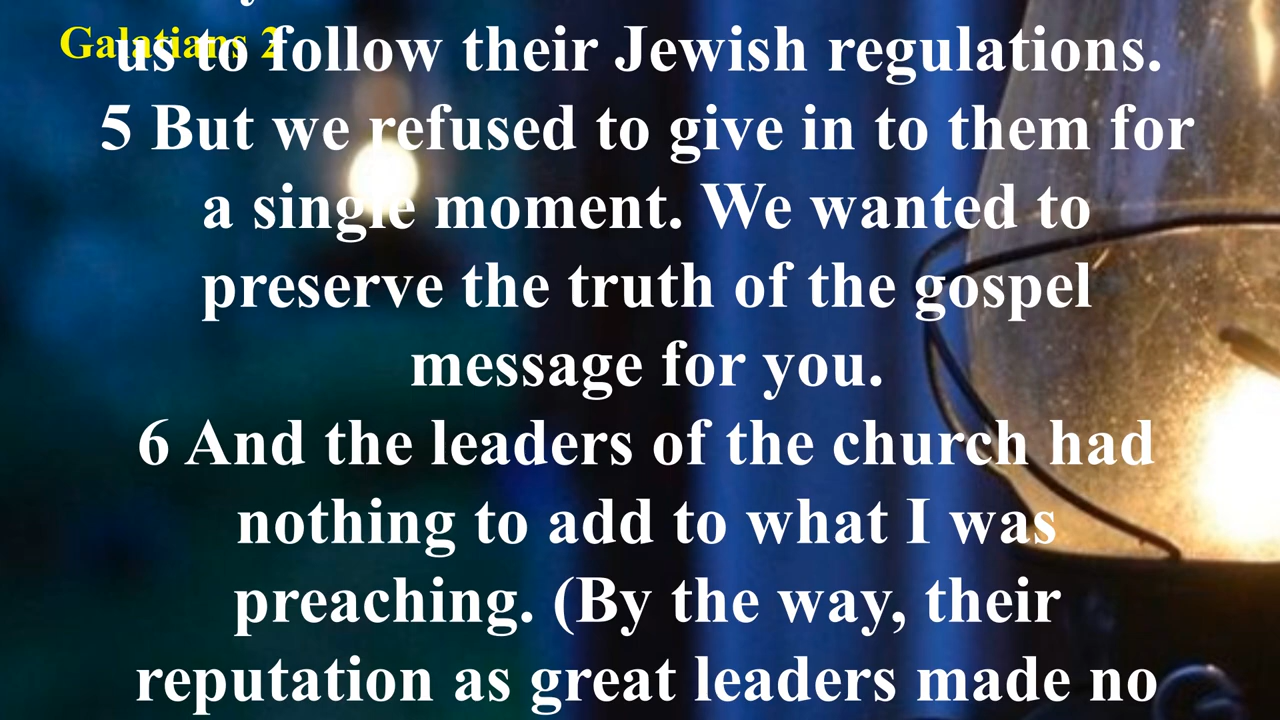 Galatians 2
us to follow their Jewish regulations.
5 But we refused to give in to them for
a single moment. We wanted to
preserve the truth of the gospel
message for you.
6 And the leaders of the church had
nothing to add to what I was
preaching. (By the way, their
reputation as great leaders made no